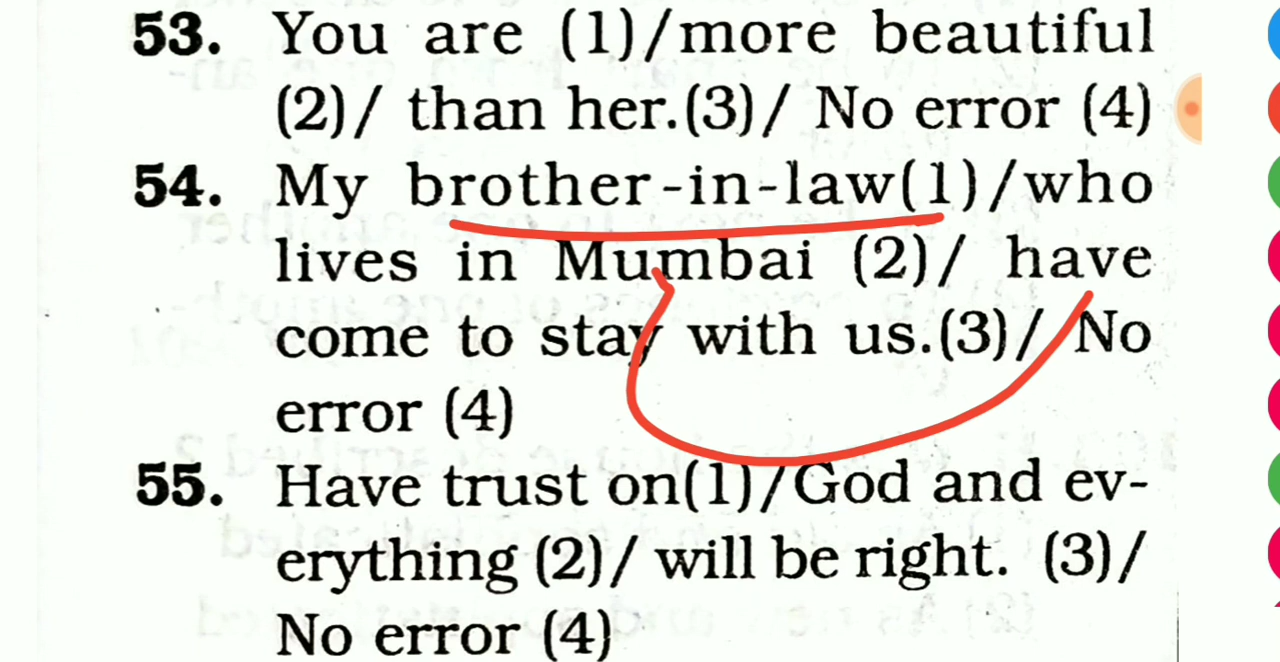 53. You are (1)/more beautiful
(2)/ than her.(3)/ No error (4)
54. My brother-in-law(1)/who
lives in Mumbai (2)/ have
come to stay with us.(3)/ No
error (4)
55. Have trust on(1)/God and ev-
erything (2)/ will be right. (3)/
No error (4)